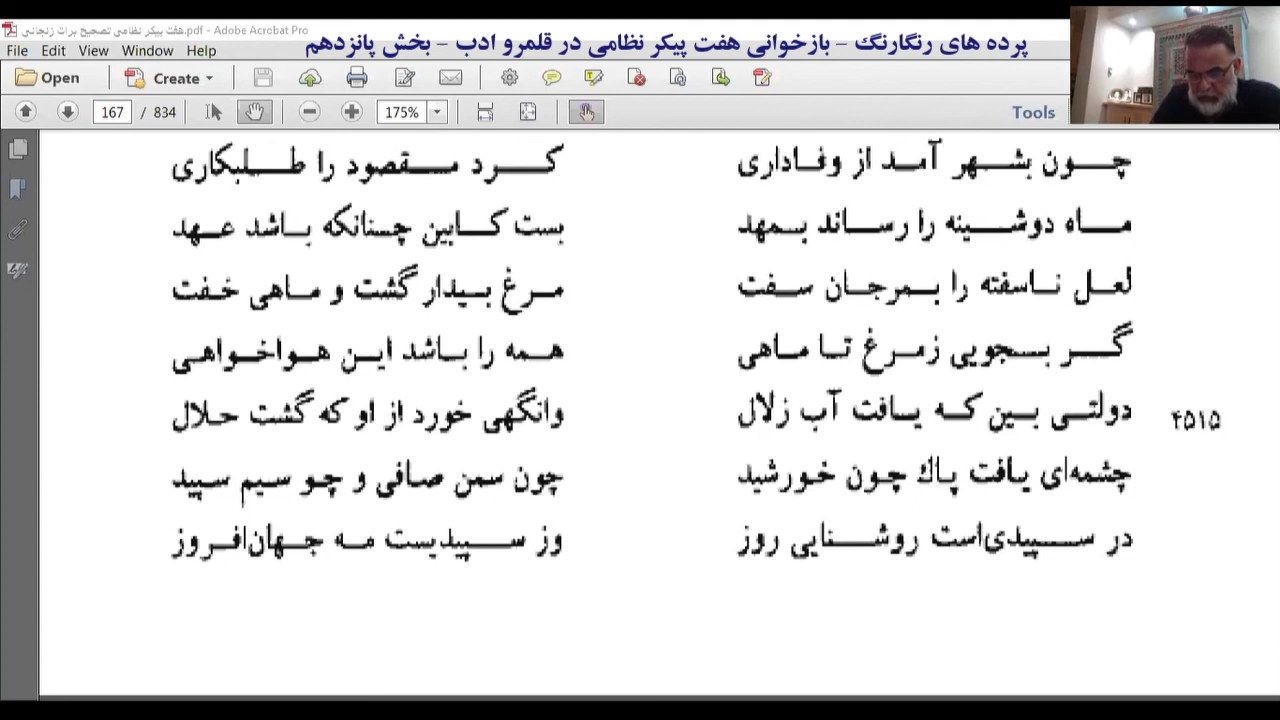 هفت پیکر نظامی تصحیح برات زنجانی.pdf - Adobe Acrobat Pro
File Edit View Window Help
پرده های رنگارنگ – بازخوانی هفت پیکر نظامی در قلمرو ادب – بخش پانزدهم
Open Create
167 / 834 175% Tools
چون بشهر آمد از وفاداری کرد مقصود را طلبکاری
ماه دوشینه را رساند بمهد بست کابین چنانکه باشد عهد
لعل ناسفته را بمرجان سفت مرغ بیدار گشت و ماهی خفت
گر بجویی زمرغ تا ماهی همه را باشد این هواخواهی
۴۵۱۵ دولتی بین که یافت آب زلال وانگهی خورد از او که گشت حلال
چشمه‌ای یافت پاك چون خورشید چون سمن صافی و چو سیم سپید
در سپیدی‌است روشنایی روز وز سپیدیست مه جهان‌افروز